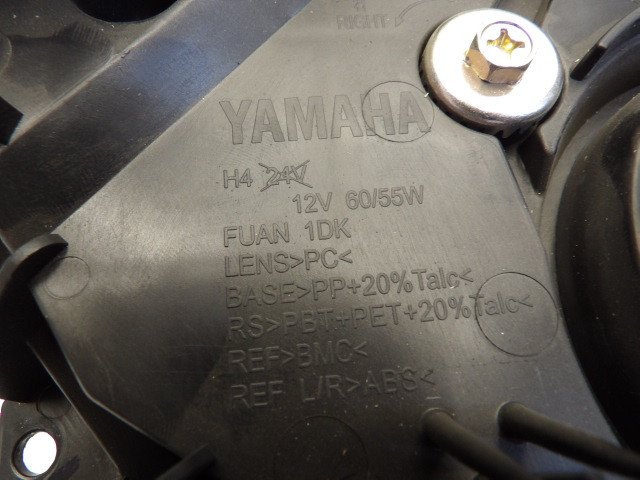 RIGHT
YAMAHA
H4 24V
12V 60/55W
FUAN 1DK
LENS>PC<
BASE>PP+20%Talc<
RS>PBT+PET+20%Talc<
REF>BMC<
REF L/R>ABS<